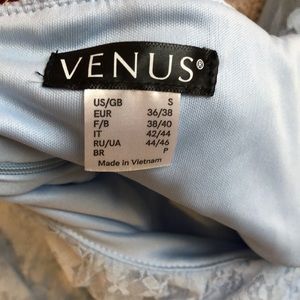 VENUS®
US/GB S
EUR 36/38
F/B 38/40
IT 42/44
RU/UA 44/46
BR P
Made in Vietnam